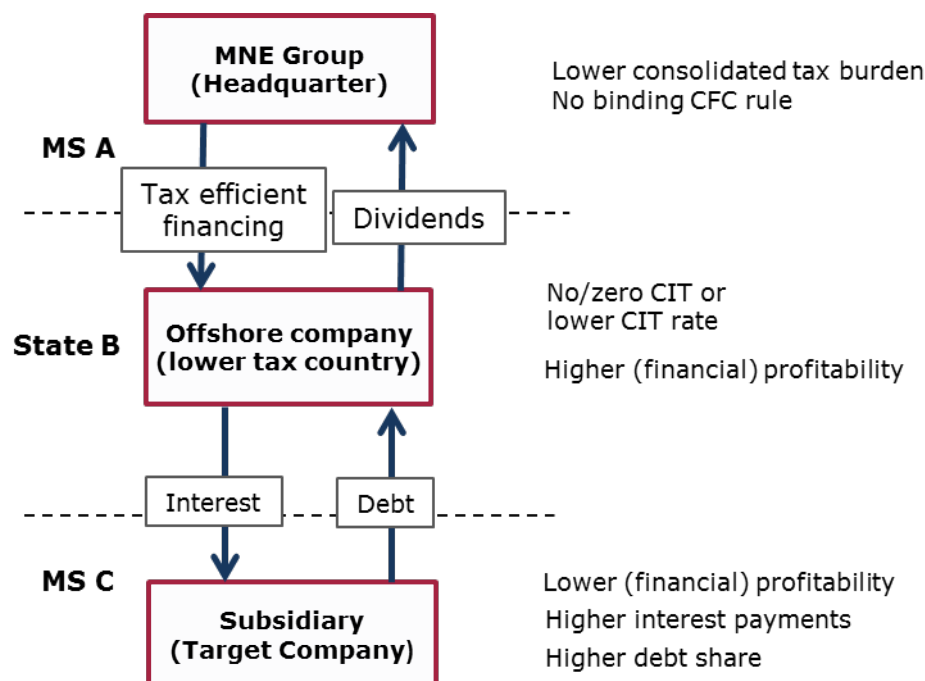 MNE Group
(Headquarter)
Lower consolidated tax burden
No binding CFC rule
MS A
Tax efficient
financing
Dividends
State B
Offshore company
(lower tax country)
No/zero CIT or
lower CIT rate
Higher (financial) profitability
Interest
Debt
MS C
Subsidiary
(Target Company)
Lower (financial) profitability
Higher interest payments
Higher debt share